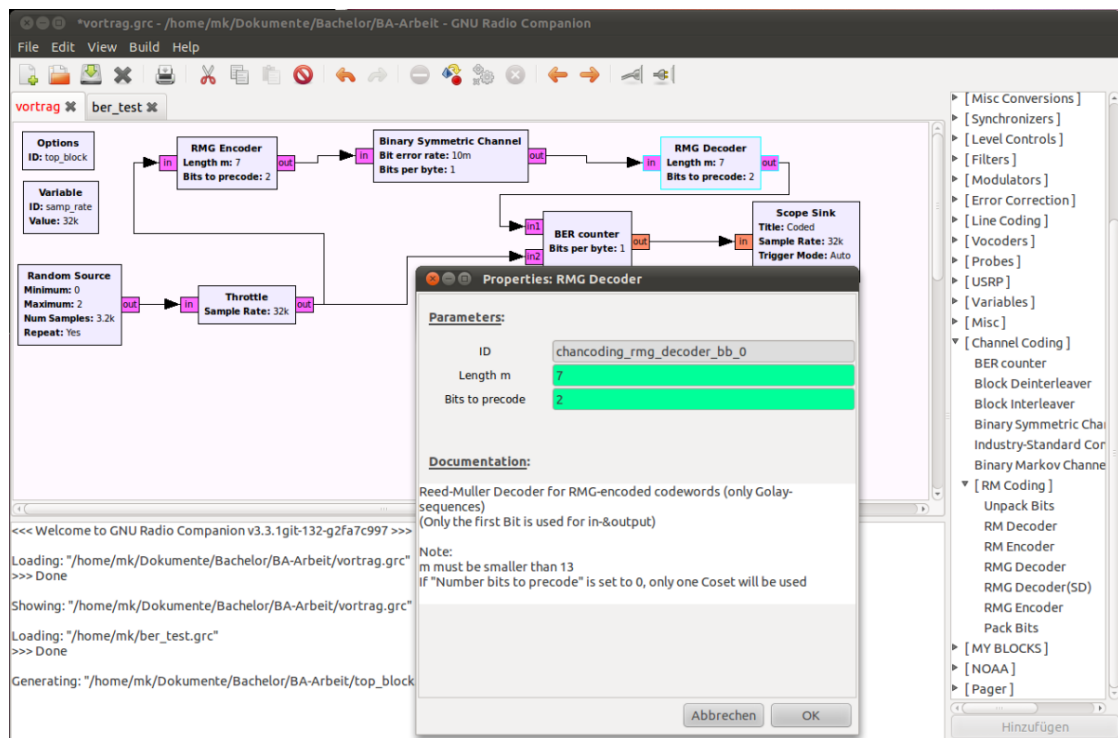 *vortrag.grc - /home/mk/Dokumente/Bachelor/BA-Arbeit - GNU Radio Companion
File Edit View Build Help
vortrag
ber_test
Options
ID: top_block
Variable
ID: samp_rate
Value: 32k
Random Source
Minimum: 0
Maximum: 2
Num Samples: 3.2k
Repeat: Yes
out
in
Throttle
Sample Rate: 32k
out
in
RMG Encoder
Length m: 7
Bits to precode: 2
out
in
Binary Symmetric Channel
Bit error rate: 10m
Bits per byte: 1
out
in
RMG Decoder
Length m: 7
Bits to precode: 2
out
in1
in2
BER counter
Bits per byte: 1
out
in
Scope Sink
Title: Coded
Sample Rate: 32k
Trigger Mode: Auto
Properties: RMG Decoder
Parameters:
ID
chancoding_rmg_decoder_bb_0
Length m
7
Bits to precode
2
Documentation:
Reed-Muller Decoder for RMG-encoded codewords (only Golay-
sequences)
(Only the first Bit is used for in-&output)
Note:
m must be smaller than 13
If "Number bits to precode" is set to 0, only one Coset will be used
Abbrechen
OK
<<< Welcome to GNU Radio Companion v3.3.1git-132-g2fa7c997 >>>
Loading: "/home/mk/Dokumente/Bachelor/BA-Arbeit/vortrag.grc"
>>> Done
Showing: "/home/mk/Dokumente/Bachelor/BA-Arbeit/vortrag.grc"
Loading: "/home/mk/ber_test.grc"
>>> Done
Generating: "/home/mk/Dokumente/Bachelor/BA-Arbeit/top_block
[ Misc Conversions ]
[ Synchronizers ]
[ Level Controls ]
[ Filters ]
[ Modulators ]
[ Error Correction ]
[ Line Coding ]
[ Vocoders ]
[ Probes ]
[ USRP ]
[ Variables ]
[ Misc ]
[ Channel Coding ]
BER counter
Block Deinterleaver
Block Interleaver
Binary Symmetric Cha
Industry-Standard Cor
Binary Markov Channe
[ RM Coding ]
Unpack Bits
RM Decoder
RM Encoder
RMG Decoder
RMG Decoder(SD)
RMG Encoder
Pack Bits
[ MY BLOCKS ]
[ NOAA ]
[ Pager ]
Hinzufügen